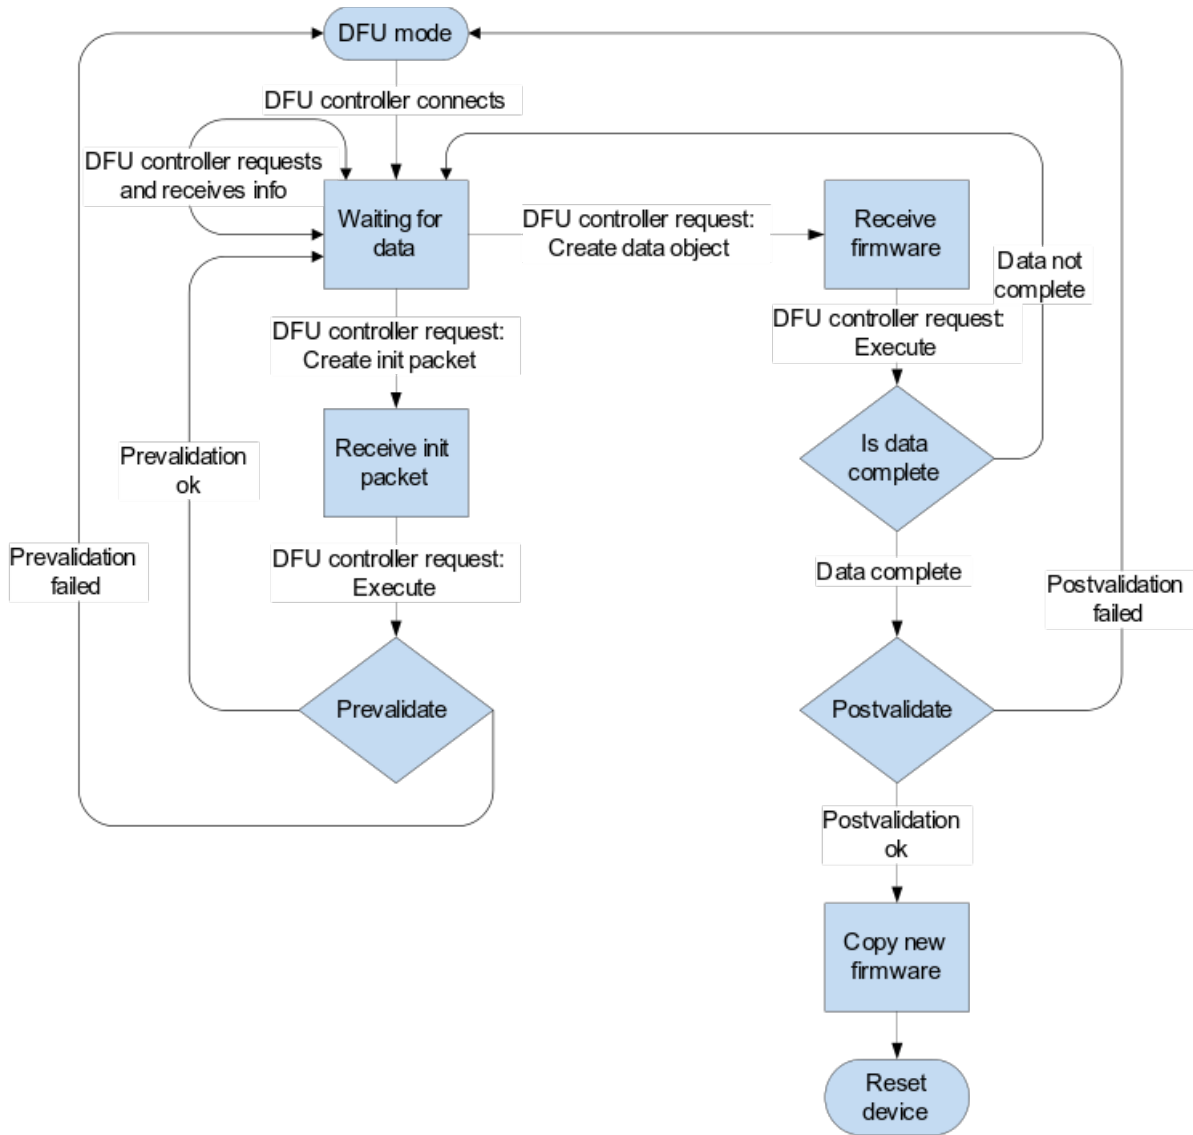 DFU mode
DFU controller connects
DFU controller requests
and receives info
Waiting for
data
DFU controller request:
Create data object
Receive
firmware
Data not
complete
DFU controller request:
Create init packet
DFU controller request:
Execute
Receive init
packet
Is data
complete
Prevalidation
ok
Prevalidation
failed
DFU controller request:
Execute
Data complete
Postvalidation
failed
Prevalidate
Postvalidate
Postvalidation
ok
Copy new
firmware
Reset
device